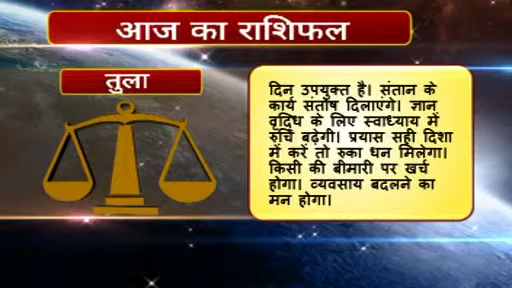 आज का राशिफल
तुला
दिन उपयुक्त है। संतान के
कार्य संतोष दिलाएंगे। ज्ञान
वृद्धि के लिए स्वाध्याय में
रुचि बढ़ेगी। प्रयास सही दिशा
में करें तो रुका धन मिलेगा।
किसी की बीमारी पर खर्च
होगा। व्यवसाय बदलने का
मन होगा।